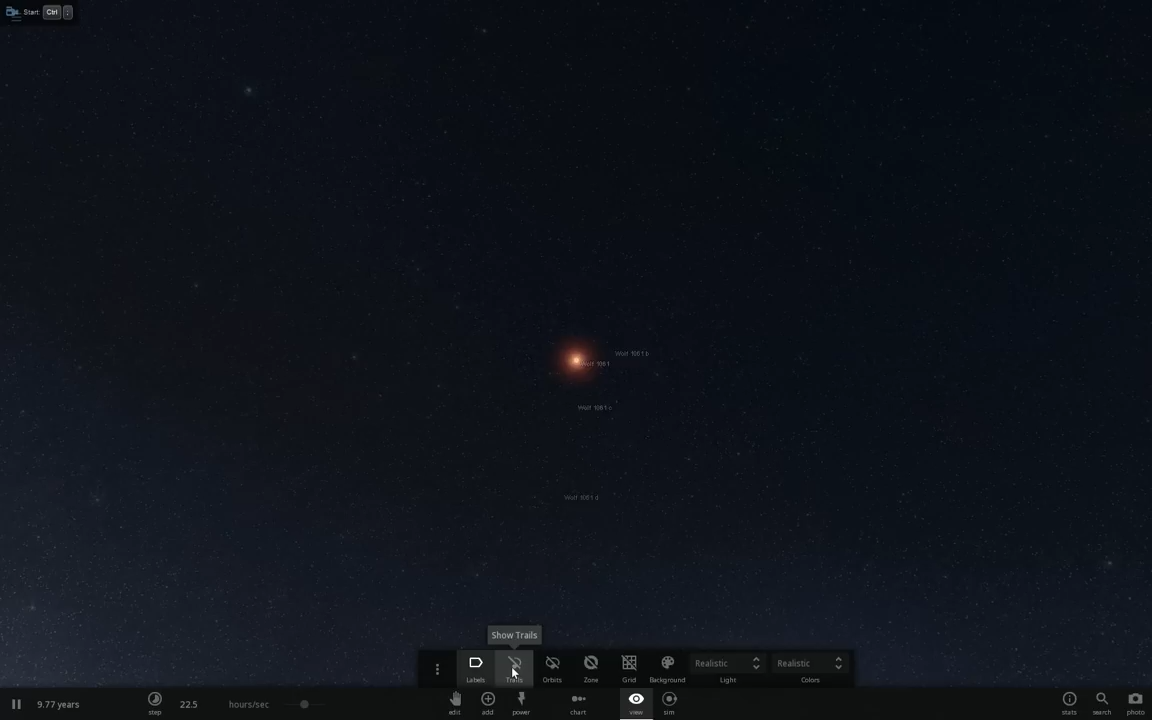 Start: Ctrl :
Wolf 1061 b
Wolf 1061
Wolf 1061 c
Wolf 1061 d
Show Trails
Labels
Trails
Orbits
Zone
Grid
Background
Realistic
Light
Realistic
Colors
9.77 years
step
22.5
hours/sec
edit
add
power
chart
view
sim
stats
search
photo